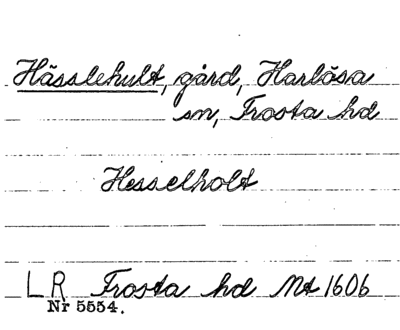 Hässlehult, gård, Harlösa
sn, Frosta hd
Hesselholt
LR Frosta hd Mt 1606
Nr 5554.